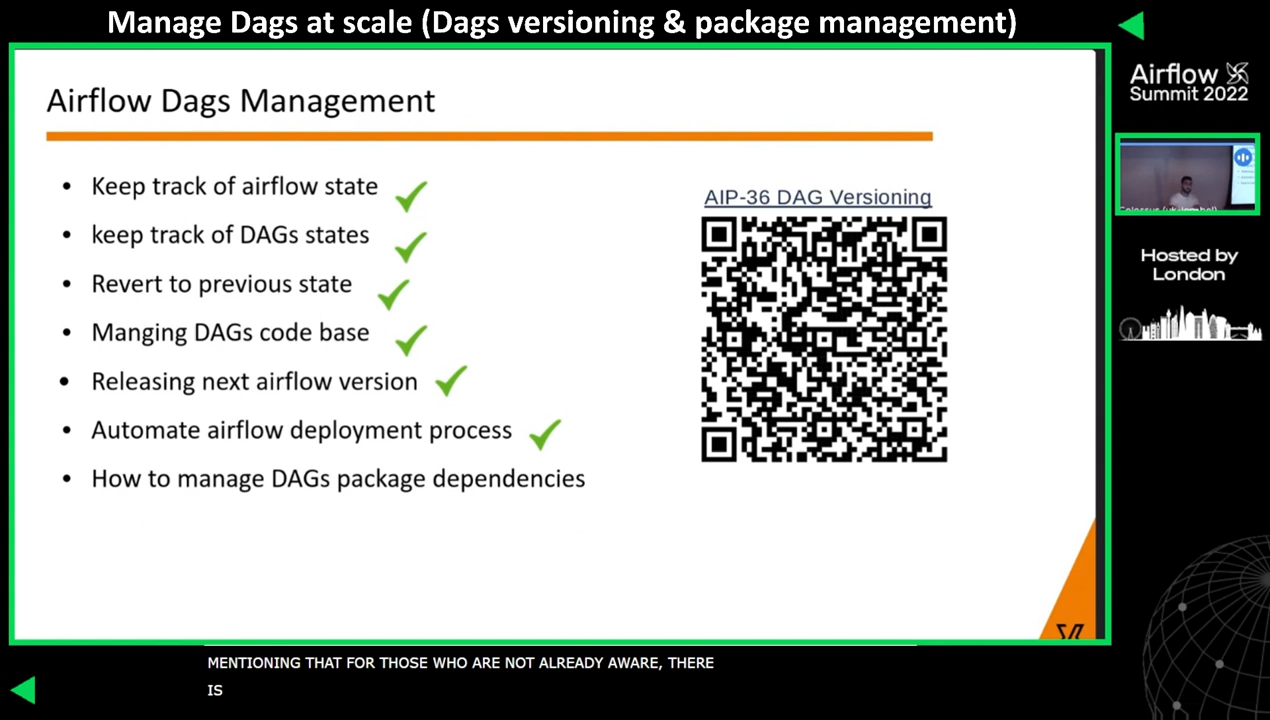 Manage Dags at scale (Dags versioning & package management)
Airflow Dags Management
• Keep track of airflow state
• keep track of DAGs states
• Revert to previous state
• Manging DAGs code base
• Releasing next airflow version
• Automate airflow deployment process
• How to manage DAGs package dependencies
AIP-36 DAG Versioning
Airflow
Summit 2022
Hosted by
London
MENTIONING THAT FOR THOSE WHO ARE NOT ALREADY AWARE, THERE
IS